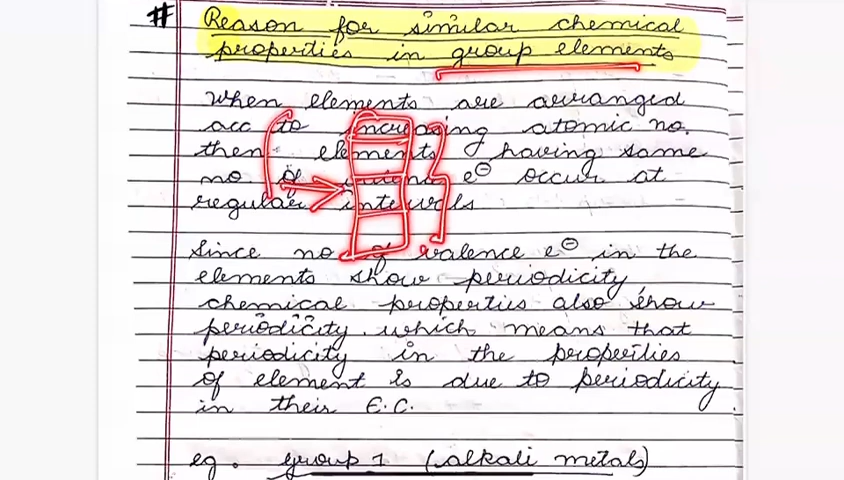 # Reason for similar chemical
properties in group elements
When elements are arranged
acc to increasing atomic no.
then elements having same
no of valence e⊖ occur at
regular intervals
Since no of valence e⊖ in the
elements show periodicity
chemical properties also show
periodicity which means that
periodicity in the properties
of element is due to periodicity
in their E.C.
eg. group 1 (alkali metals)